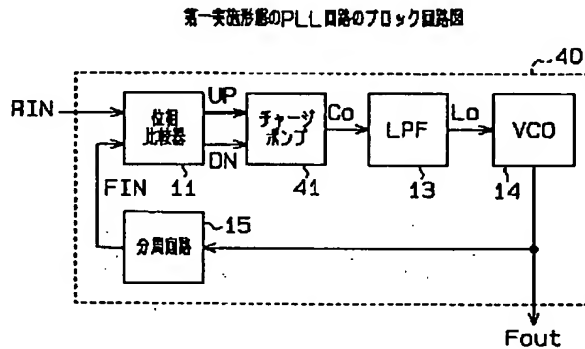 第一実施形態のPLL回路のブロック回路図
40
RIN
位相
比較器
UP
DN
チャージ
ポンプ
Co
LPF
Lo
VCO
FIN
11
41
13
14
分周回路
15
Fout